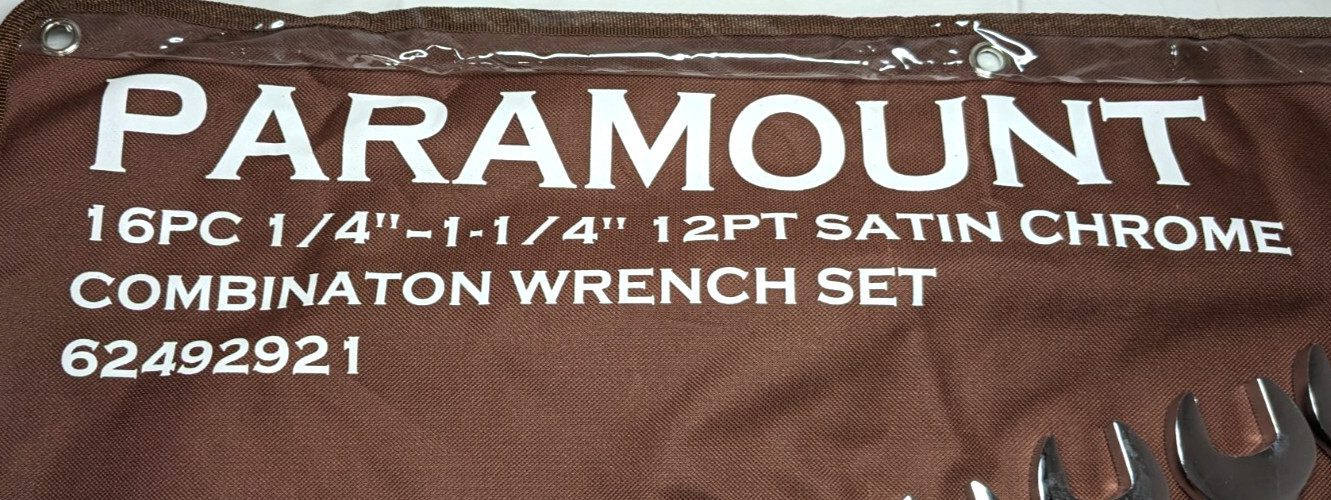 PARAMOUNT
16PC 1/4"-1-1/4" 12PT SATIN CHROME
COMBINATON WRENCH SET
62492921